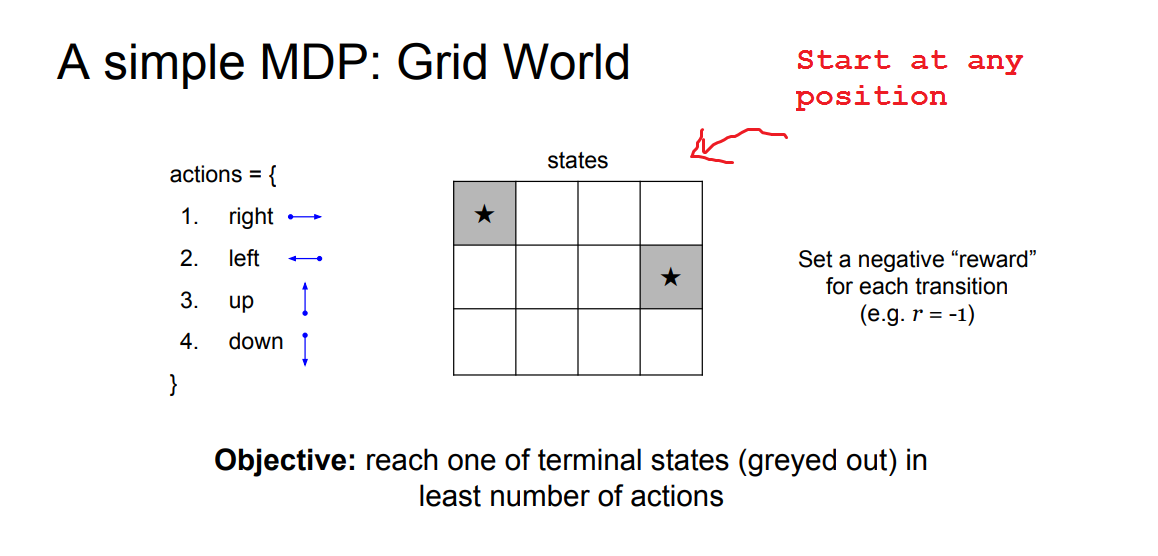 A simple MDP: Grid World
Start at any
position
actions = {
1. right
2. left
3. up
4. down
}
states
★
★
Set a negative “reward”
for each transition
(e.g. r = -1)
Objective: reach one of terminal states (greyed out) in
least number of actions